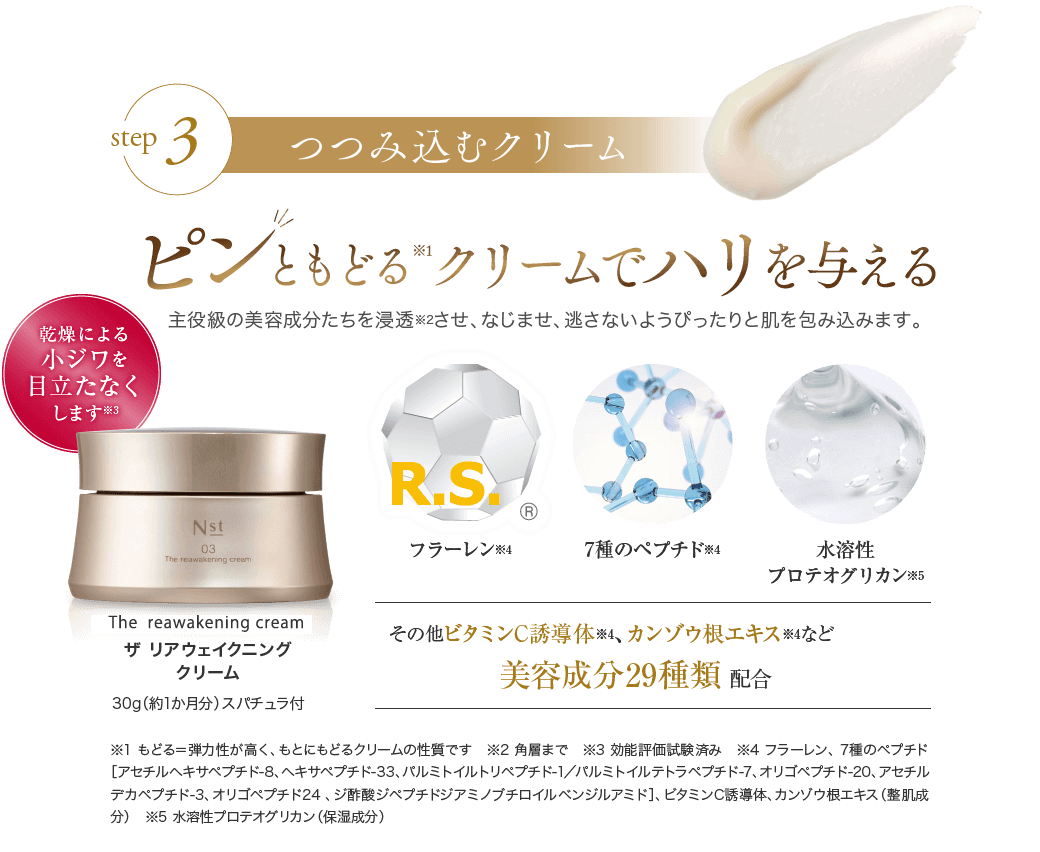 step 3
つつみ込むクリーム
ピンともどる※1クリームでハリを与える
主役級の美容成分たちを浸透※2させ、なじませ、逃さないようぴったりと肌を包み込みます。
乾燥による
小ジワを
目立たなく
します※3
Nst
03
The reawakening cream
The reawakening cream
ザ リアウェイクニング
クリーム
30g(約1か月分)スパチュラ付
R.S.
®
フラーレン※4
7種のペプチド※4
水溶性
プロテオグリカン※5
その他ビタミンC誘導体※4、カンゾウ根エキス※4など
美容成分29種類 配合
※1 もどる＝弾力性が高く、もとにもどるクリームの性質です ※2 角層まで ※3 効能評価試験済み ※4 フラーレン、7種のペプチド
[アセチルヘキサペプチド-8、ヘキサペプチド-33、パルミトイルトリペプチド-1／パルミトイルテトラペプチド-7、オリゴペプチド-20、アセチル
デカペプチド-3、オリゴペプチド24 、ジ酢酸ジペプチドジアミノブチロイルベンジルアミド]、ビタミンC誘導体、カンゾウ根エキス（整肌成
分） ※5 水溶性プロテオグリカン（保湿成分）